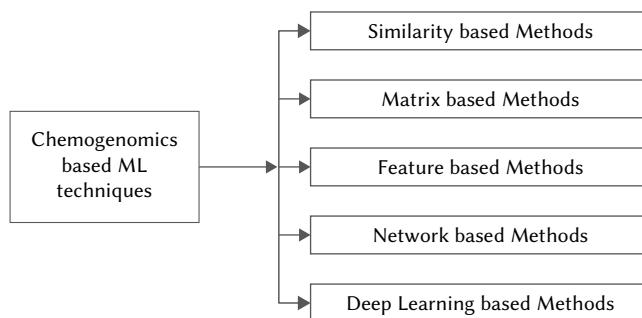 Chemogenomics
based ML
techniques
Similarity based Methods
Matrix based Methods
Feature based Methods
Network based Methods
Deep Learning based Methods